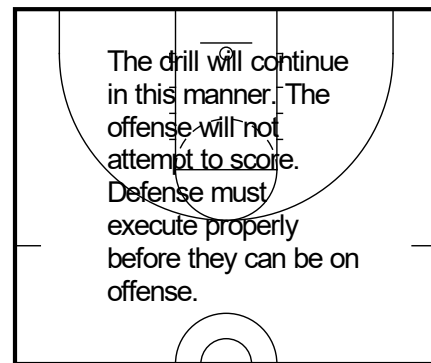 The drill will continue
in this manner. The
offense will not
attempt to score.
Defense must
execute properly
before they can be on
offense.